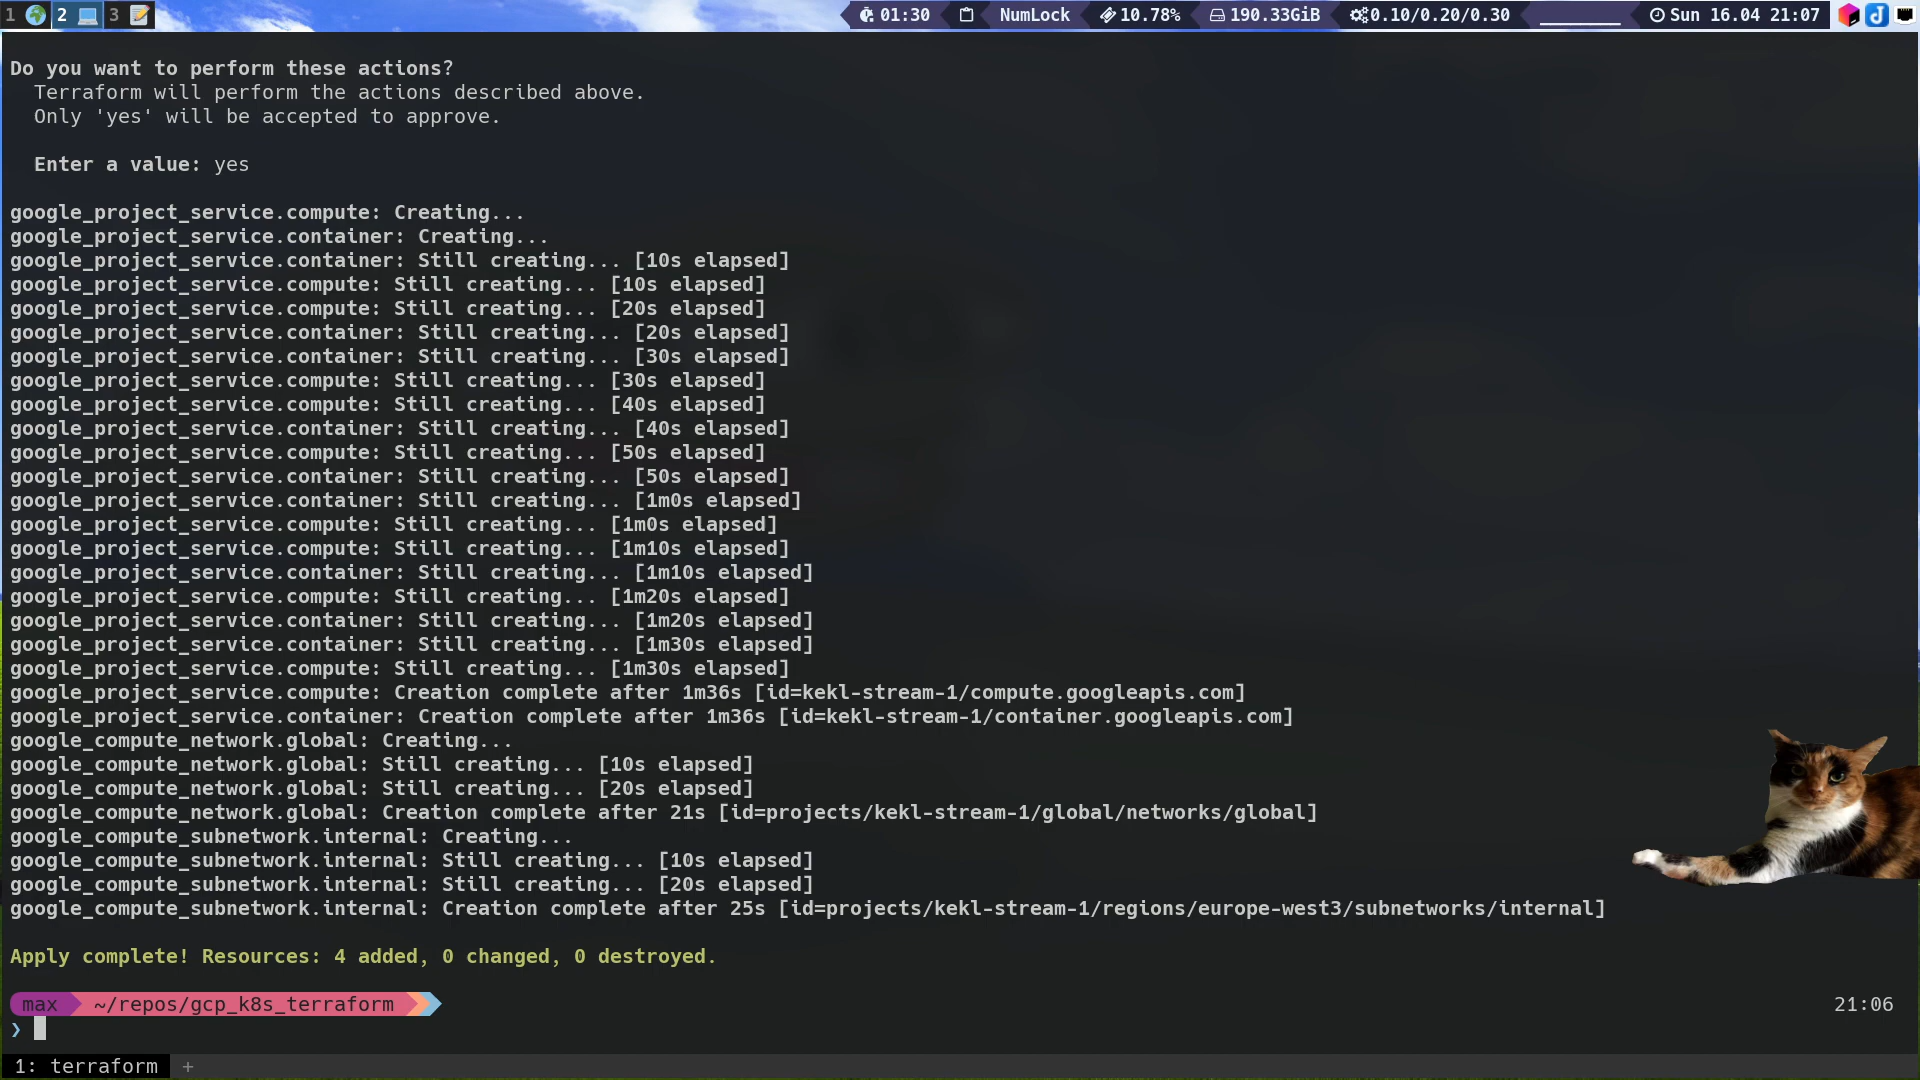 1 2 3 01:30 NumLock 10.78% 190.33GiB 0.10/0.20/0.30 Sun 16.04 21:07
Do you want to perform these actions?
Terraform will perform the actions described above.
Only 'yes' will be accepted to approve.
Enter a value: yes
google_project_service.compute: Creating...
google_project_service.container: Creating...
google_project_service.container: Still creating... [10s elapsed]
google_project_service.compute: Still creating... [10s elapsed]
google_project_service.compute: Still creating... [20s elapsed]
google_project_service.container: Still creating... [20s elapsed]
google_project_service.container: Still creating... [30s elapsed]
google_project_service.compute: Still creating... [30s elapsed]
google_project_service.compute: Still creating... [40s elapsed]
google_project_service.container: Still creating... [40s elapsed]
google_project_service.compute: Still creating... [50s elapsed]
google_project_service.container: Still creating... [50s elapsed]
google_project_service.container: Still creating... [1m0s elapsed]
google_project_service.compute: Still creating... [1m0s elapsed]
google_project_service.compute: Still creating... [1m10s elapsed]
google_project_service.container: Still creating... [1m10s elapsed]
google_project_service.compute: Still creating... [1m20s elapsed]
google_project_service.container: Still creating... [1m20s elapsed]
google_project_service.container: Still creating... [1m30s elapsed]
google_project_service.compute: Still creating... [1m30s elapsed]
google_project_service.compute: Creation complete after 1m36s [id=kekl-stream-1/compute.googleapis.com]
google_project_service.container: Creation complete after 1m36s [id=kekl-stream-1/container.googleapis.com]
google_compute_network.global: Creating...
google_compute_network.global: Still creating... [10s elapsed]
google_compute_network.global: Still creating... [20s elapsed]
google_compute_network.global: Creation complete after 21s [id=projects/kekl-stream-1/global/networks/global]
google_compute_subnetwork.internal: Creating...
google_compute_subnetwork.internal: Still creating... [10s elapsed]
google_compute_subnetwork.internal: Still creating... [20s elapsed]
google_compute_subnetwork.internal: Creation complete after 25s [id=projects/kekl-stream-1/regions/europe-west3/subnetworks/internal]
Apply complete! Resources: 4 added, 0 changed, 0 destroyed.
max ~/repos/gcp_k8s_terraform 21:06
❯
1: terraform +